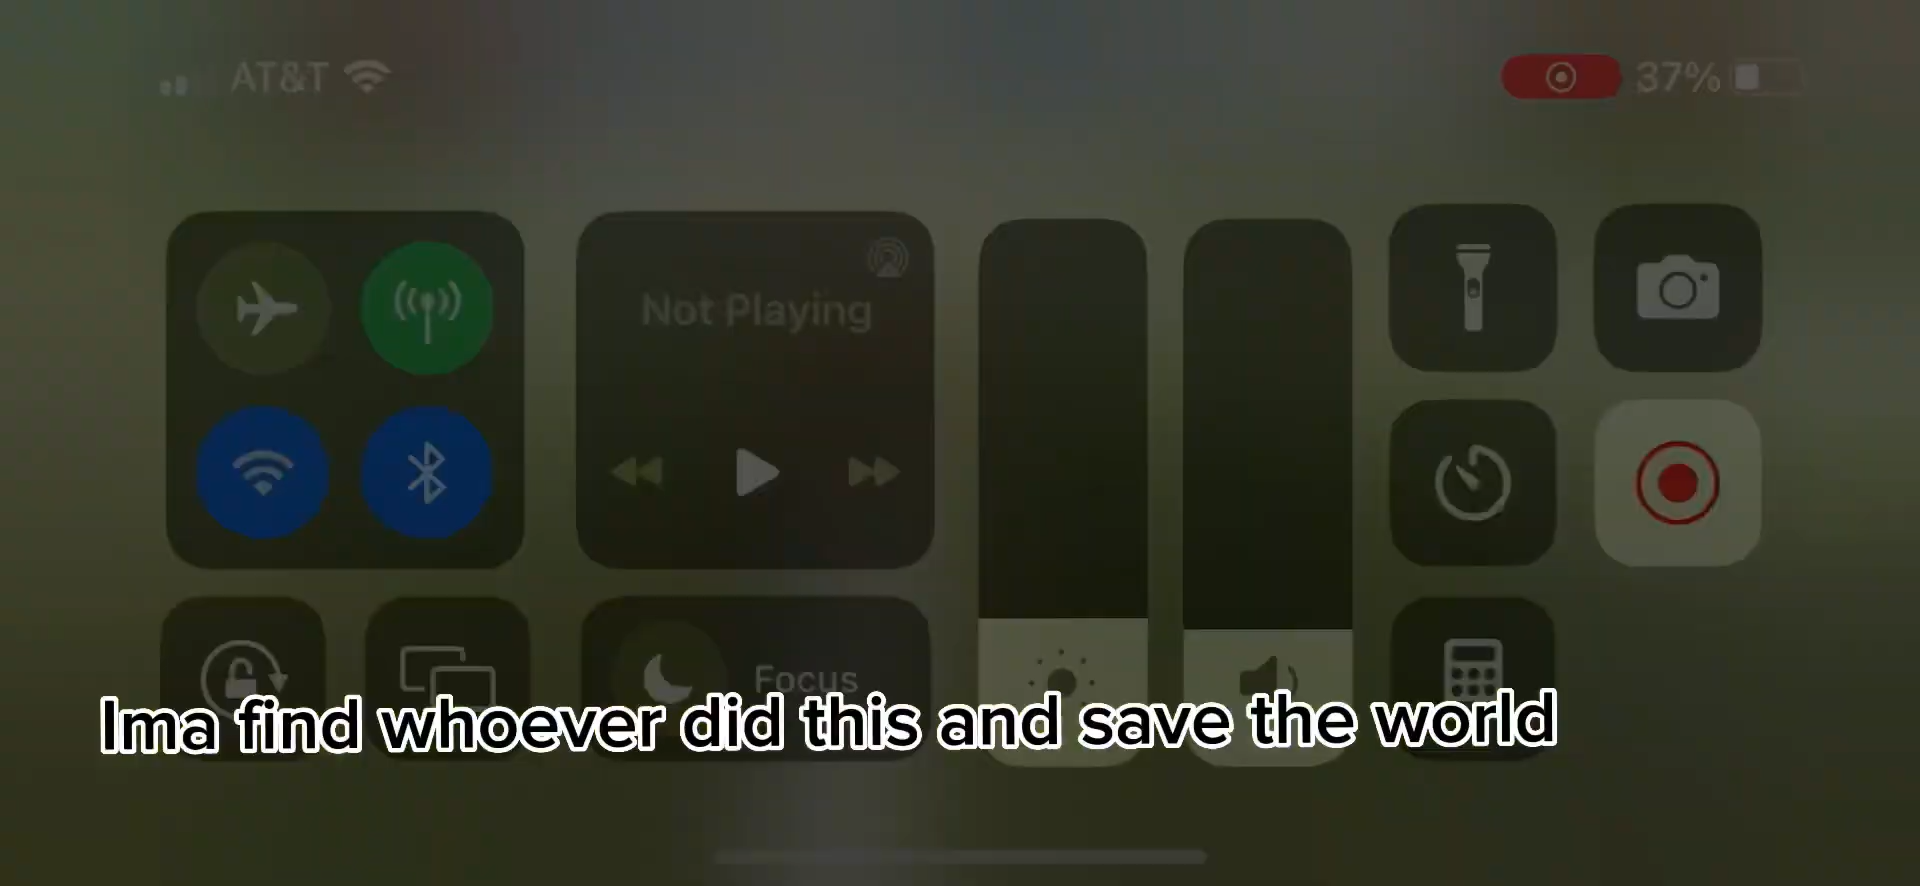 AT&T 37%
Not Playing
Focus
Ima find whoever did this and save the world